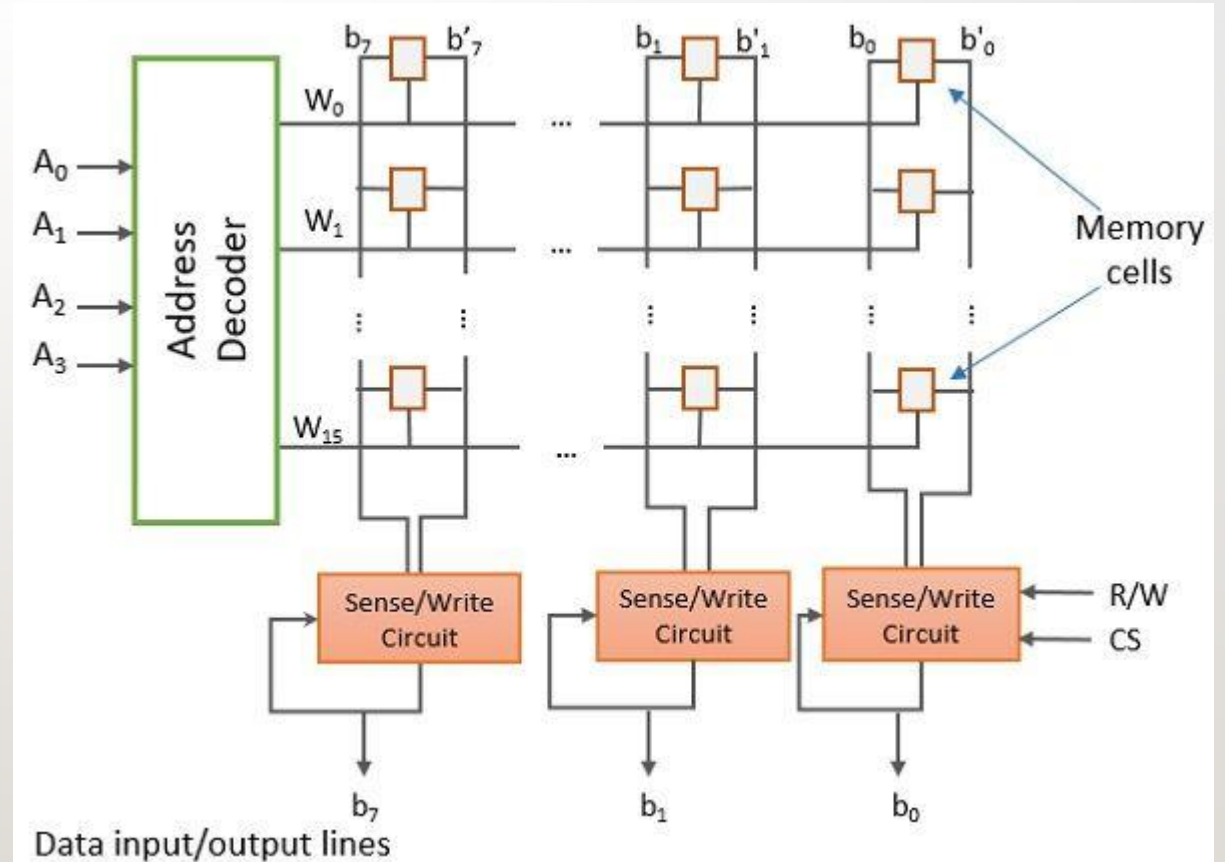 b₇ b'₇ b₁ b'₁ b₀ b'₀
W₀ ...
A₀
A₁ W₁ ... Memory
cells
A₂ ⋮ ⋮ ⋮ ⋮ ⋮ ⋮
A₃
Address
Decoder
W₁₅ ...
Sense/Write
Circuit
Sense/Write
Circuit
Sense/Write
Circuit
R/W
CS
b₇ b₁ b₀
Data input/output lines